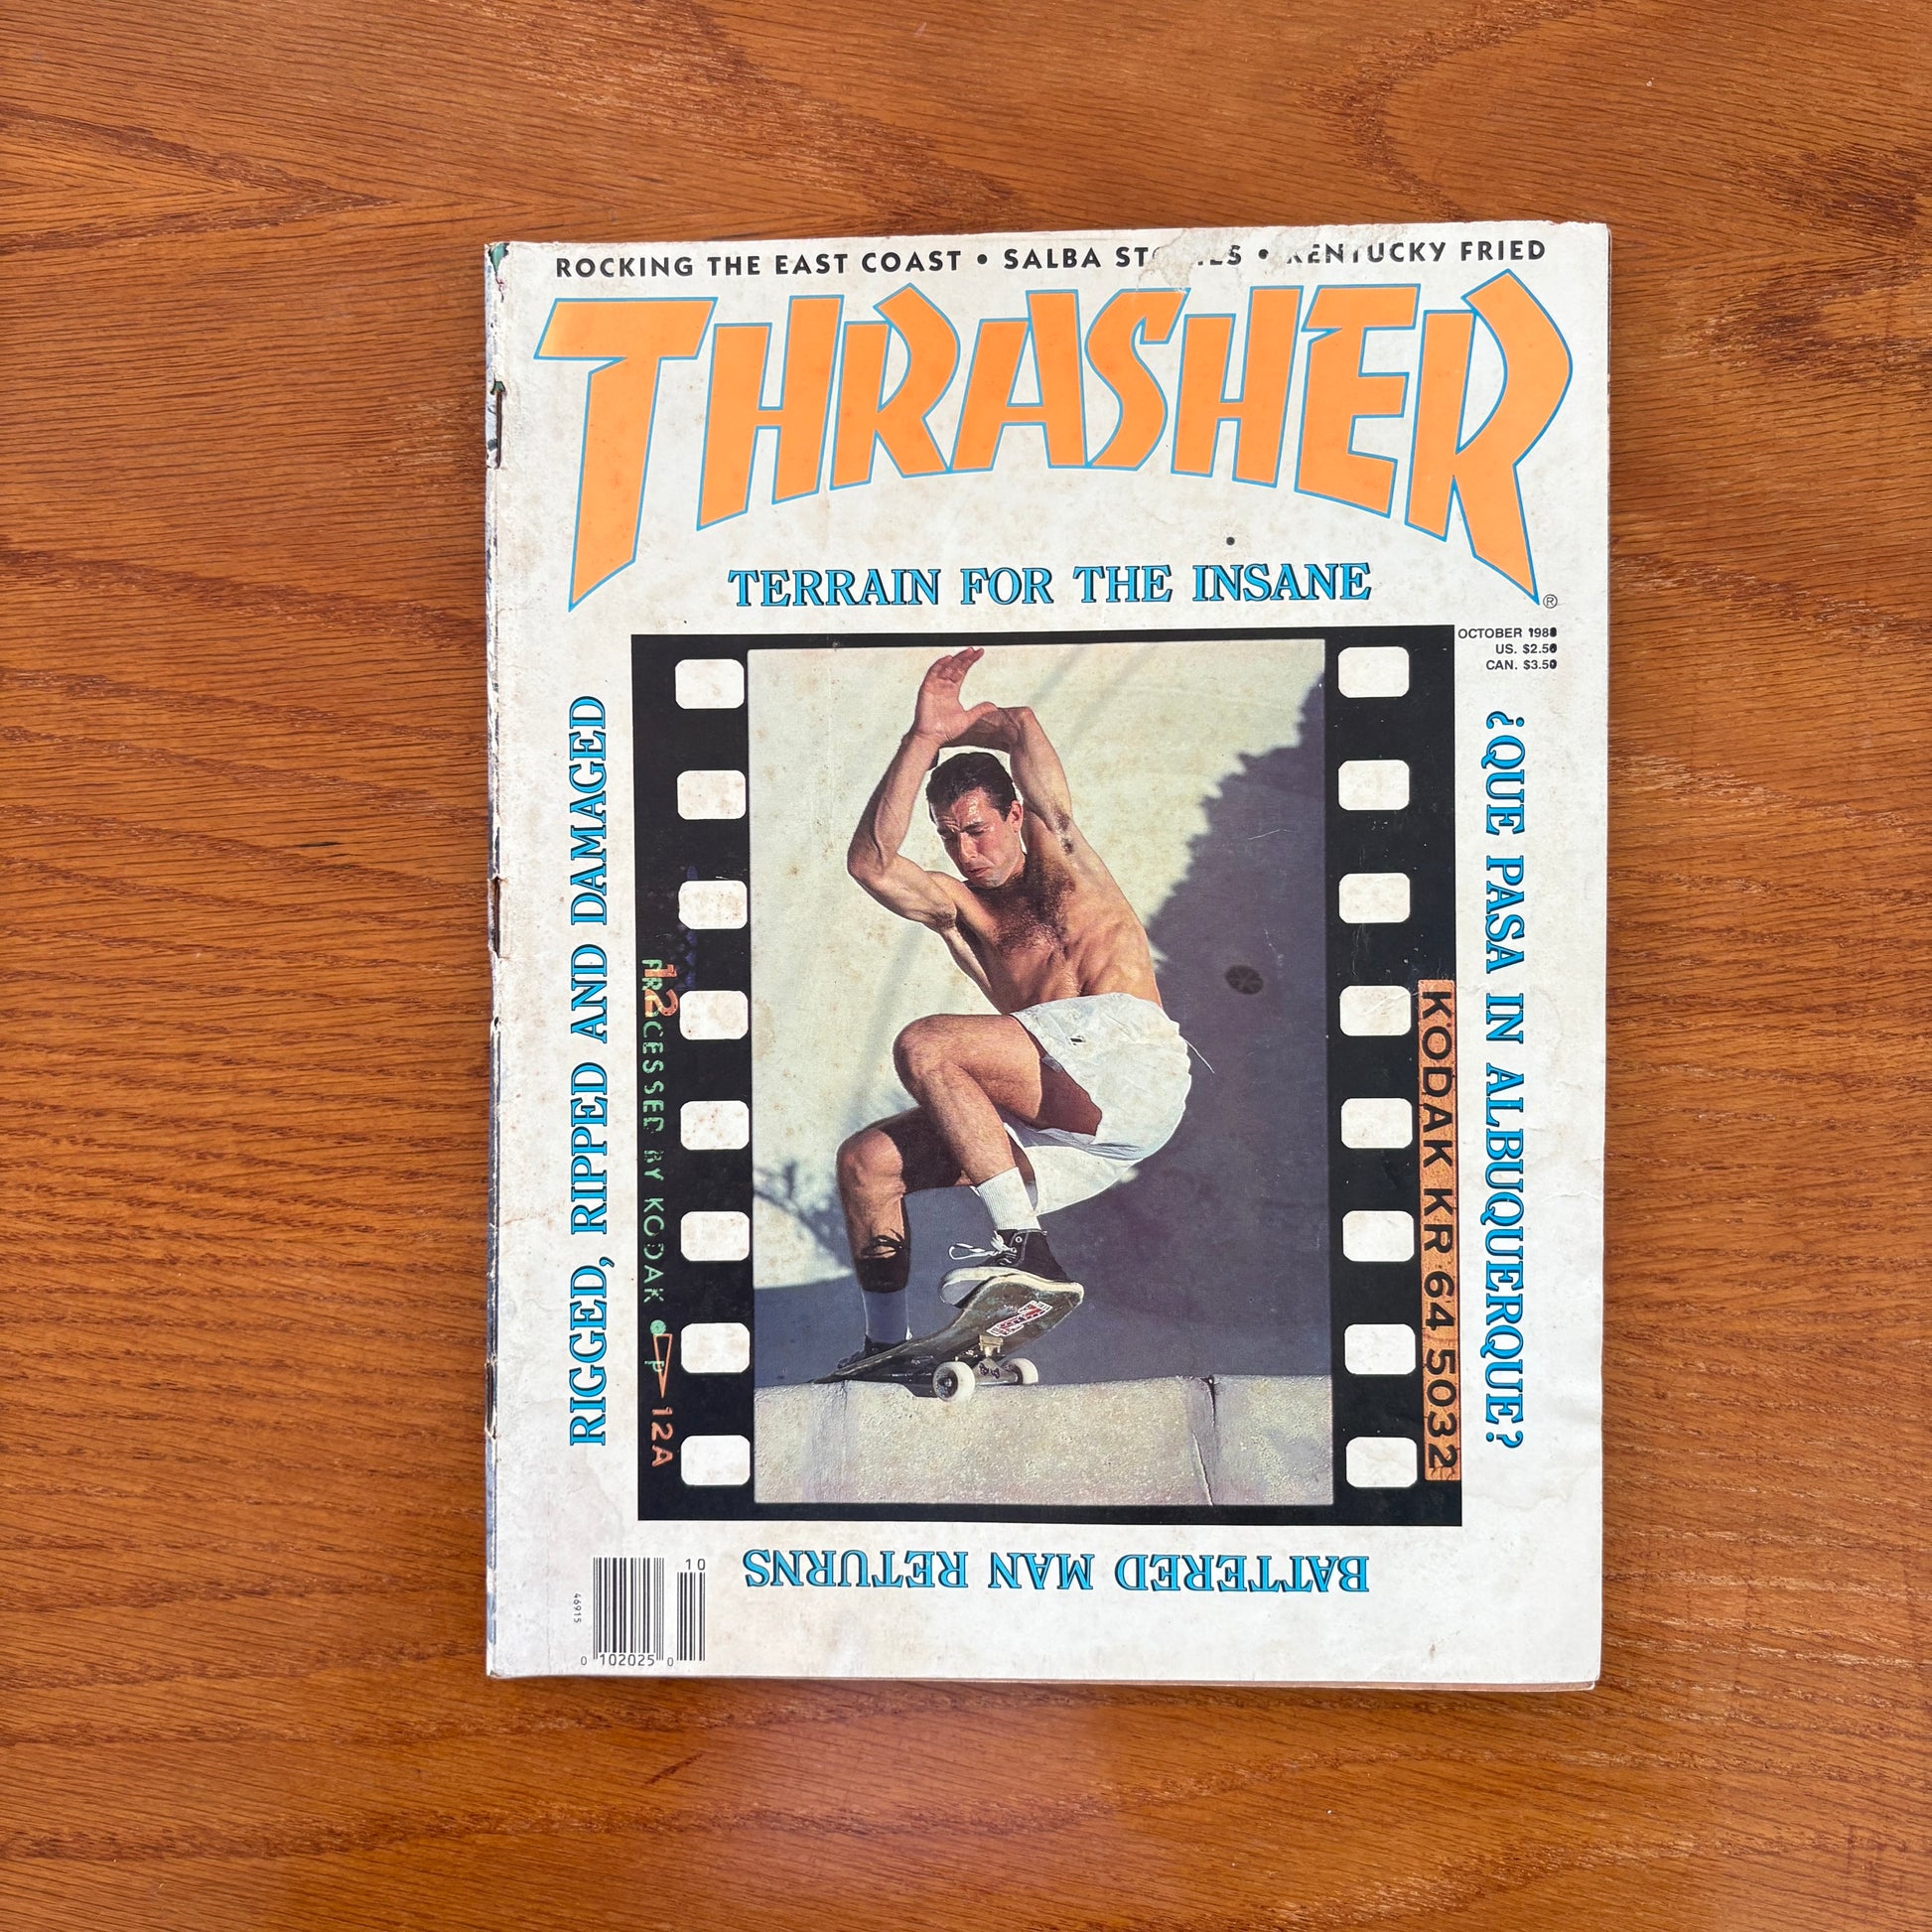 ROCKING THE EAST COAST • SALBA • KENTUCKY FRIED
THRASHER
®
TERRAIN FOR THE INSANE
OCTOBER
US. $2.50
CAN. $3.50
RIGGED, RIPPED AND DAMAGED
¿QUE PASA IN ALBUQUERQUE?
12
PROCESSED BY KODAK
12A
KODAK KR 64 5032
BATTERED MAN RETURNS
10
46915
0 102025 0